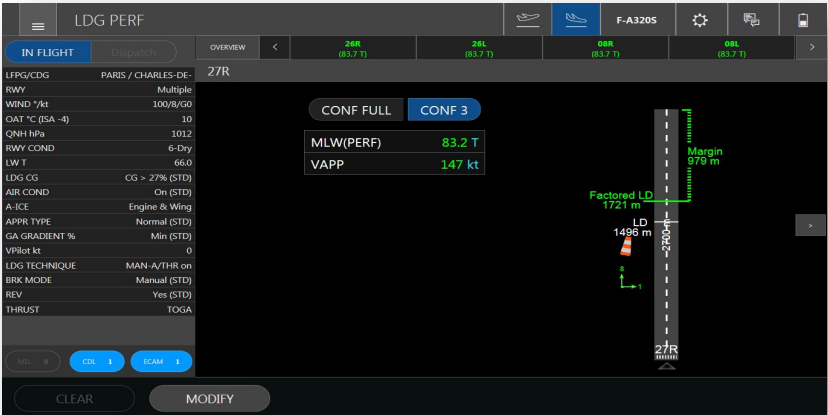 LDG PERF
F-A320S
IN FLIGHT
Dispatch
OVERVIEW
<
26R
(83.7 T)
26L
(83.7 T)
08R
(83.7 T)
08L
(83.7 T)
>
LFPG/CDG PARIS / CHARLES-DE-
27R
RWY Multiple
WIND °/kt 100/8/G0
OAT °C (ISA -4) 10
QNH hPa 1012
RWY COND 6-Dry
LW T 66.0
LDG CG CG > 27% (STD)
AIR COND On (STD)
A-ICE Engine & Wing
APPR TYPE Normal (STD)
GA GRADIENT % Min (STD)
VPilot kt 0
LDG TECHNIQUE MAN-A/THR on
BRK MODE Manual (STD)
REV Yes (STD)
THRUST TOGA
MEL 0
CDL 1
ECAM 1
CLEAR
MODIFY
CONF FULL
CONF 3
MLW(PERF) 83.2 T
VAPP 147 kt
Margin
979 m
Factored LD
1721 m
LD
1496 m
-2700-
8
1
27R
>